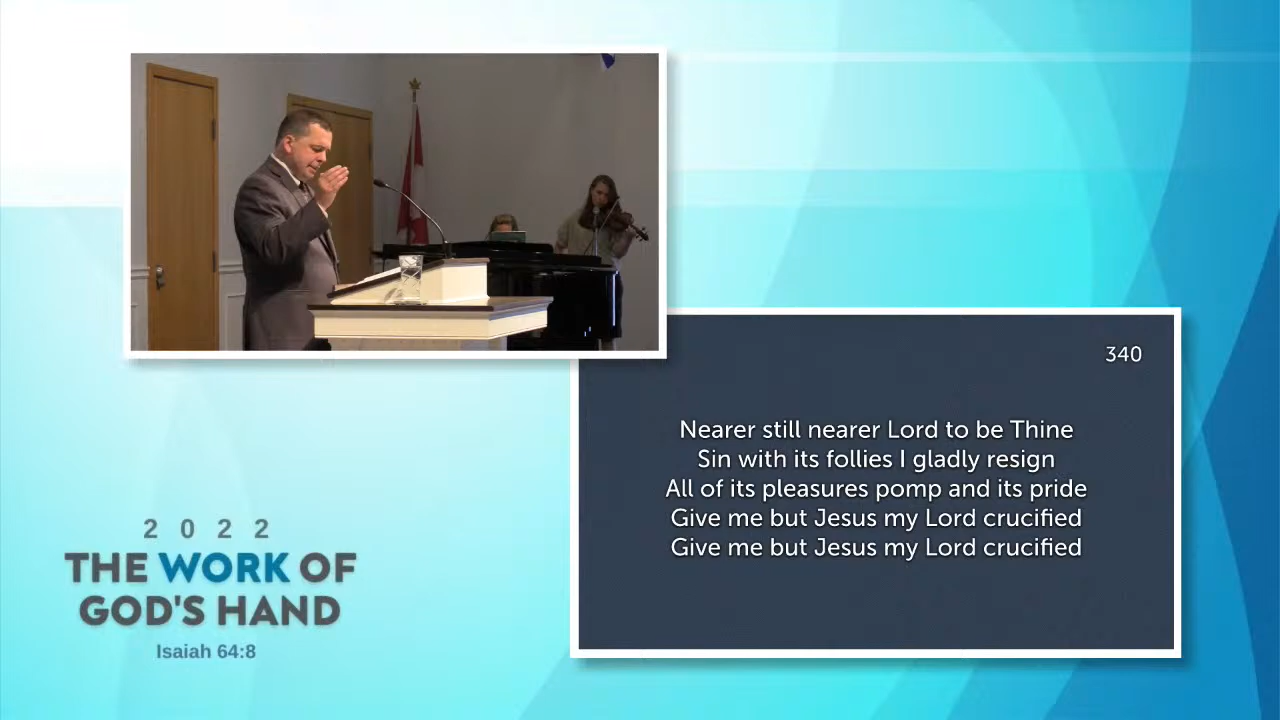 340
Nearer still nearer Lord to be Thine
Sin with its follies I gladly resign
All of its pleasures pomp and its pride
Give me but Jesus my Lord crucified
Give me but Jesus my Lord crucified
2022
THE WORK OF
GOD'S HAND
Isaiah 64:8